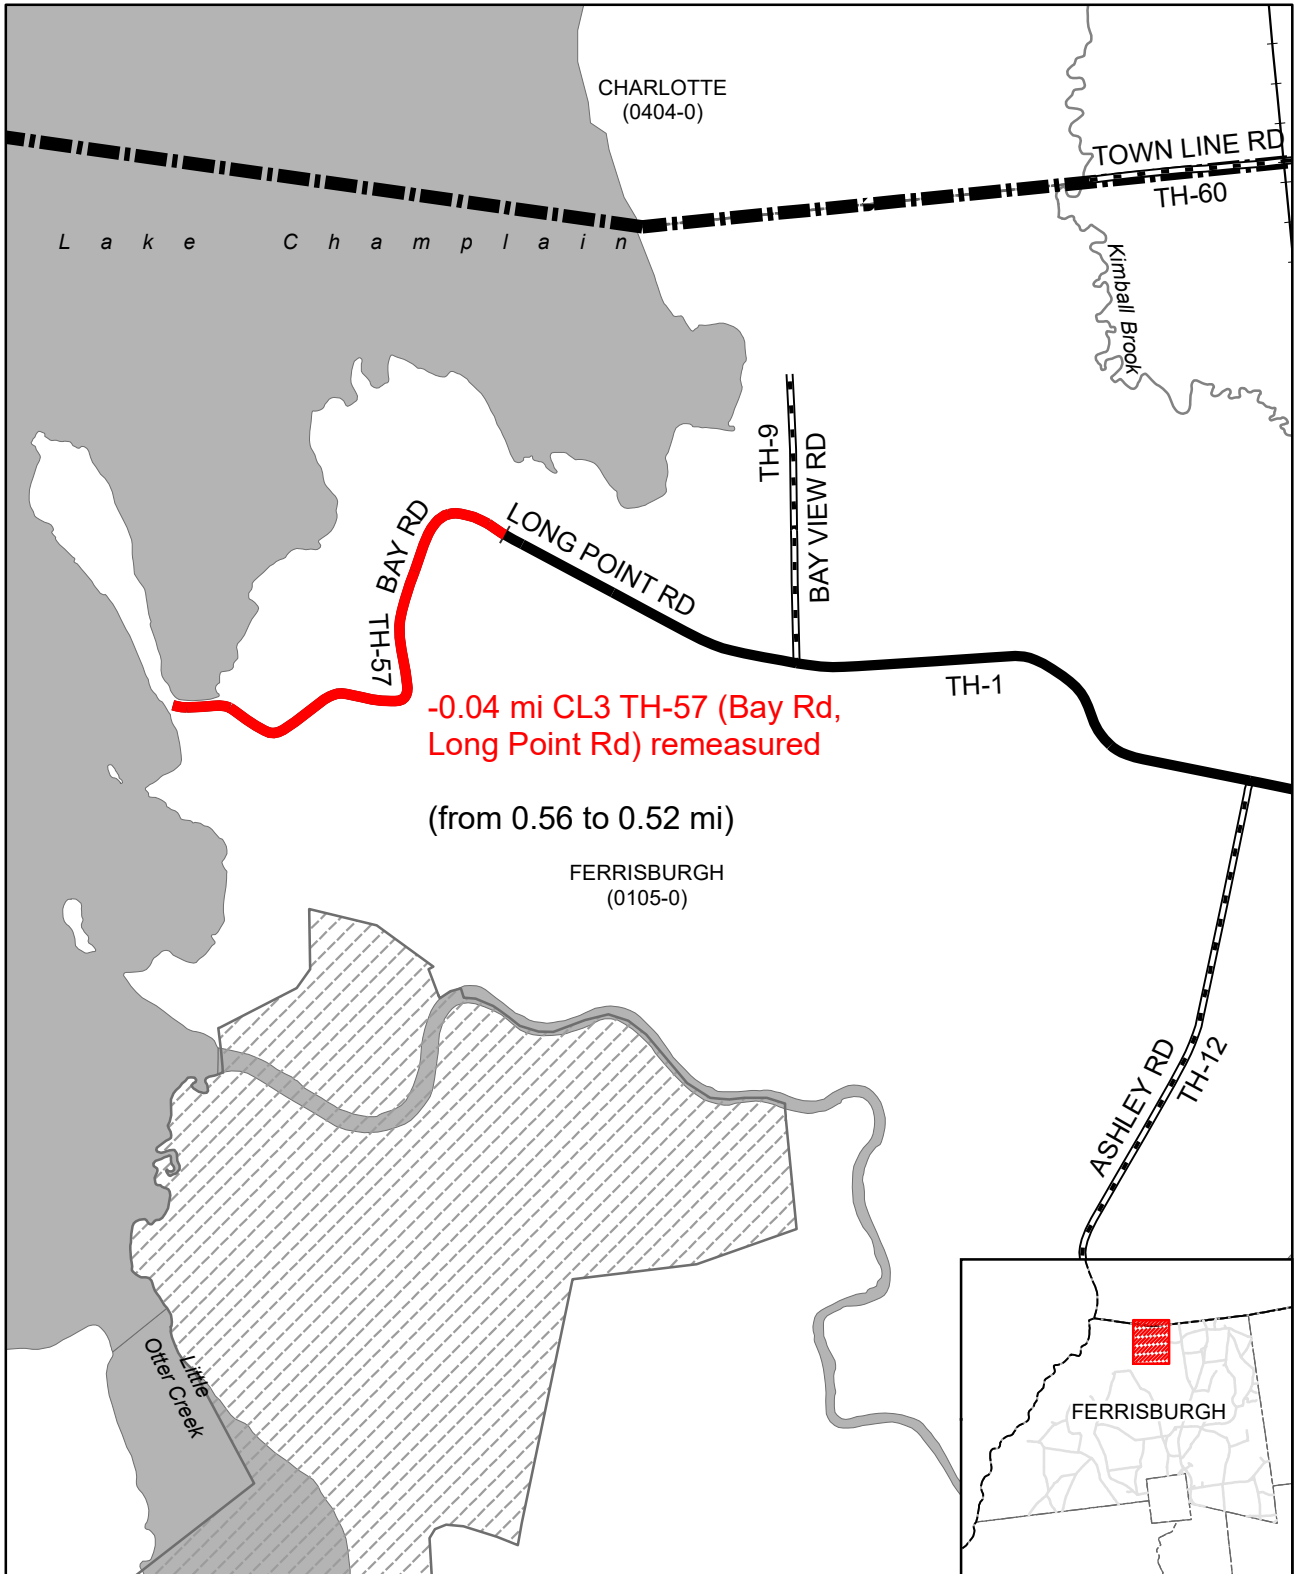 CHARLOTTE
(0404-0)
TOWN LINE RD
TH-60
Lake Champlain
Kimball Brook
TH-9
BAY VIEW RD
LONG POINT RD
BAY RD
TH-57
TH-1
-0.04 mi CL3 TH-57 (Bay Rd,
Long Point Rd) remeasured
(from 0.56 to 0.52 mi)
FERRISBURGH
(0105-0)
ASHLEY RD
TH-12
Little
Otter Creek
FERRISBURGH